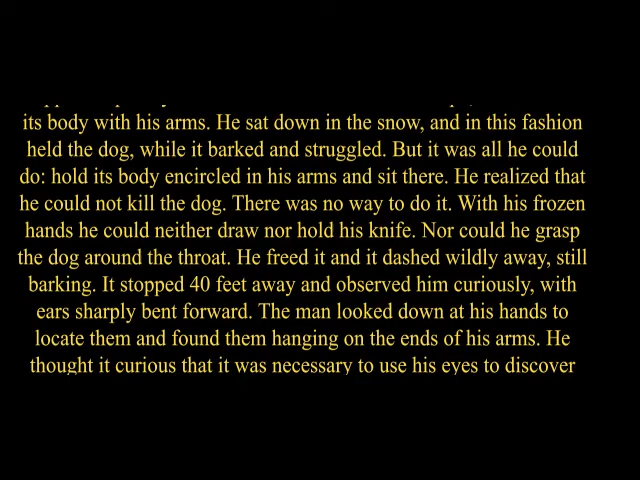 its body with his arms. He sat down in the snow, and in this fashion
held the dog, while it barked and struggled. But it was all he could
do: hold its body encircled in his arms and sit there. He realized that
he could not kill the dog. There was no way to do it. With his frozen
hands he could neither draw nor hold his knife. Nor could he grasp
the dog around the throat. He freed it and it dashed wildly away, still
barking. It stopped 40 feet away and observed him curiously, with
ears sharply bent forward. The man looked down at his hands to
locate them and found them hanging on the ends of his arms. He
thought it curious that it was necessary to use his eyes to discover